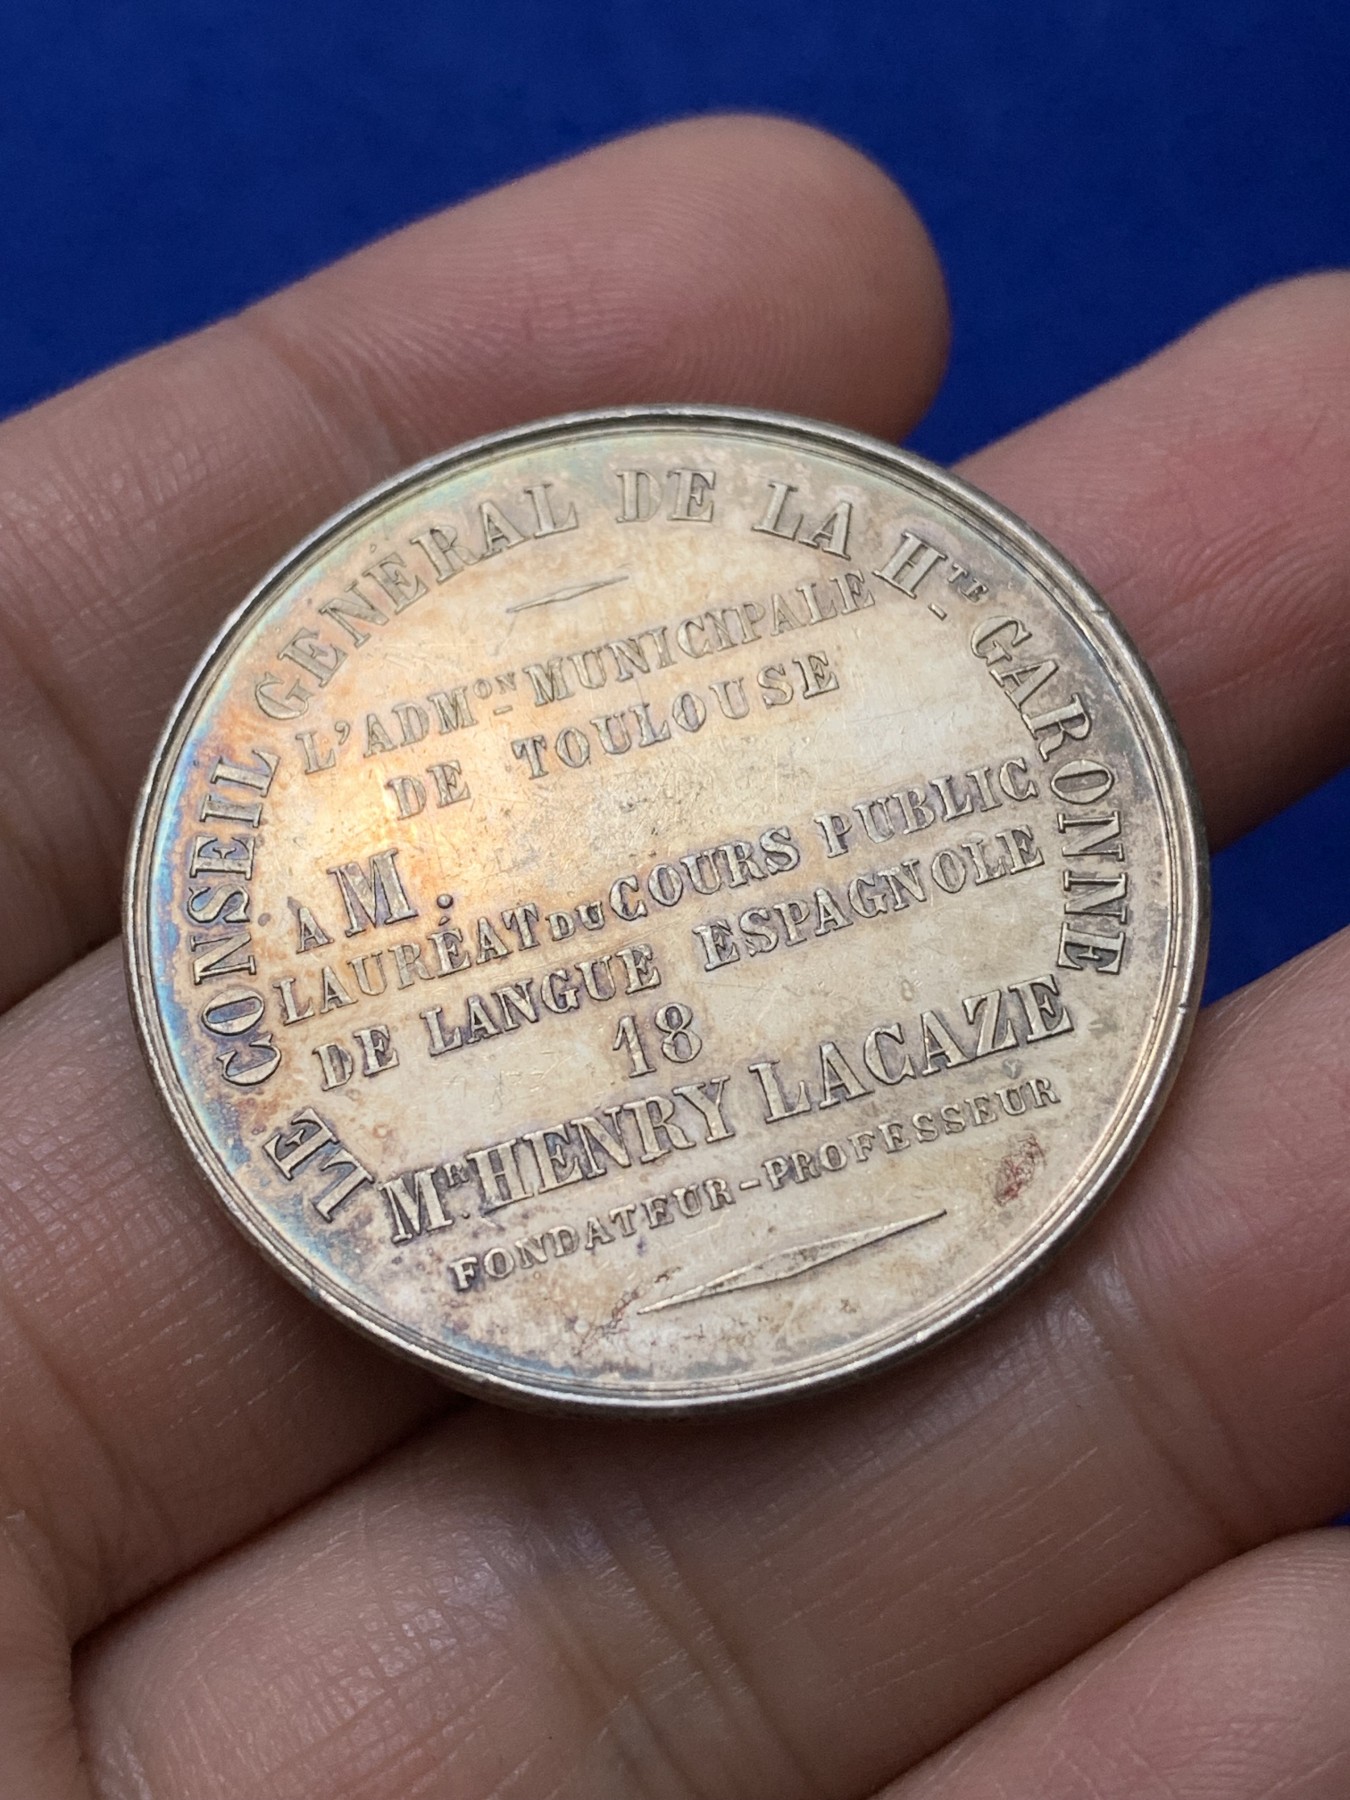 LE CONSEIL GENÉRAL DE LA HTE GARONNE
L'ADMON MUNICIPALE
DE TOULOUSE
A M.
LAURÉAT DU COURS PUBLIC
DE LANGUE ESPAGNOLE
18
MR HENRY LACAZE
FONDATEUR-PROFESSEUR